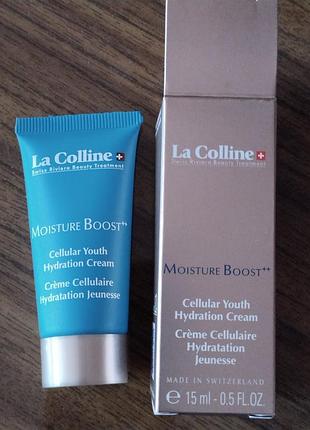 La Colline
Swiss Riviera Beauty Treatment
MOISTURE BOOST++
Cellular Youth
Hydration Cream
Crème Cellulaire
Hydratation Jeunesse
La Colline
Swiss Riviera Beauty Treatment
MOISTURE BOOST++
Cellular Youth
Hydration Cream
Crème Cellulaire
Hydratation
Jeunesse
MADE IN SWITZERLAND
℮ 15 ml - 0.5 FL.OZ.